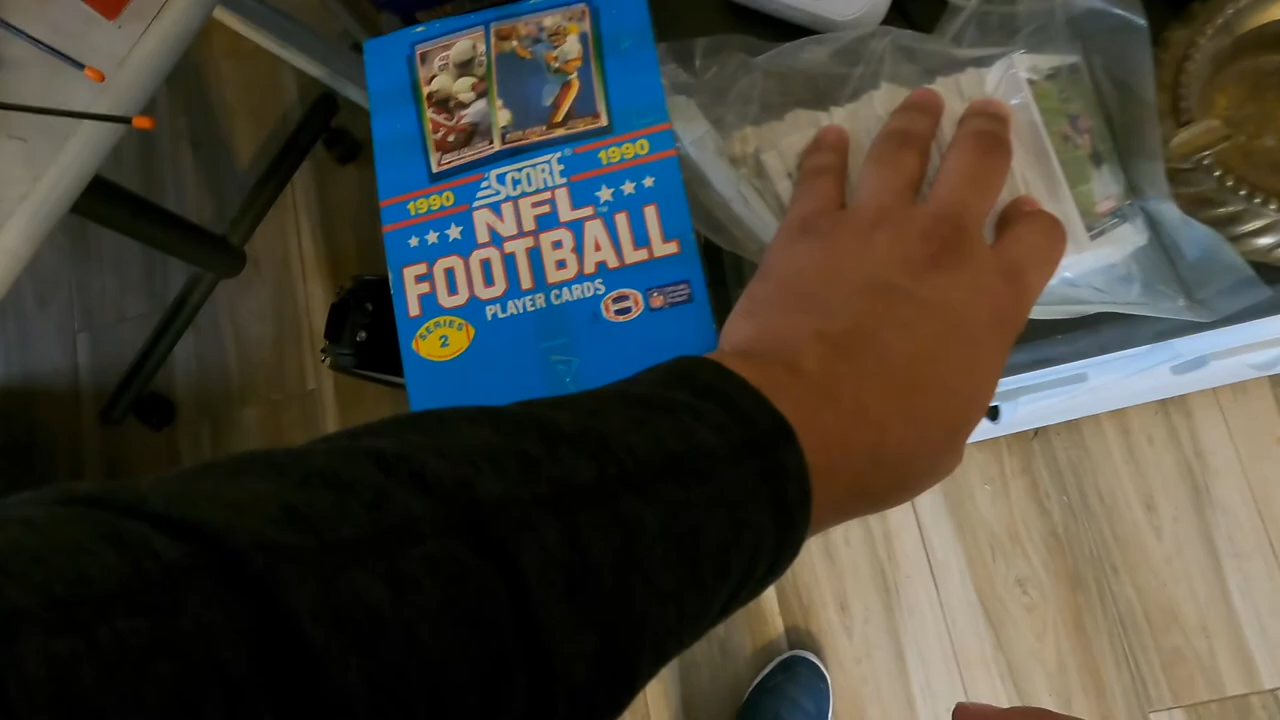 SCORE®
1990 1990
NFL
FOOTBALL
PLAYER CARDS
SERIES
2